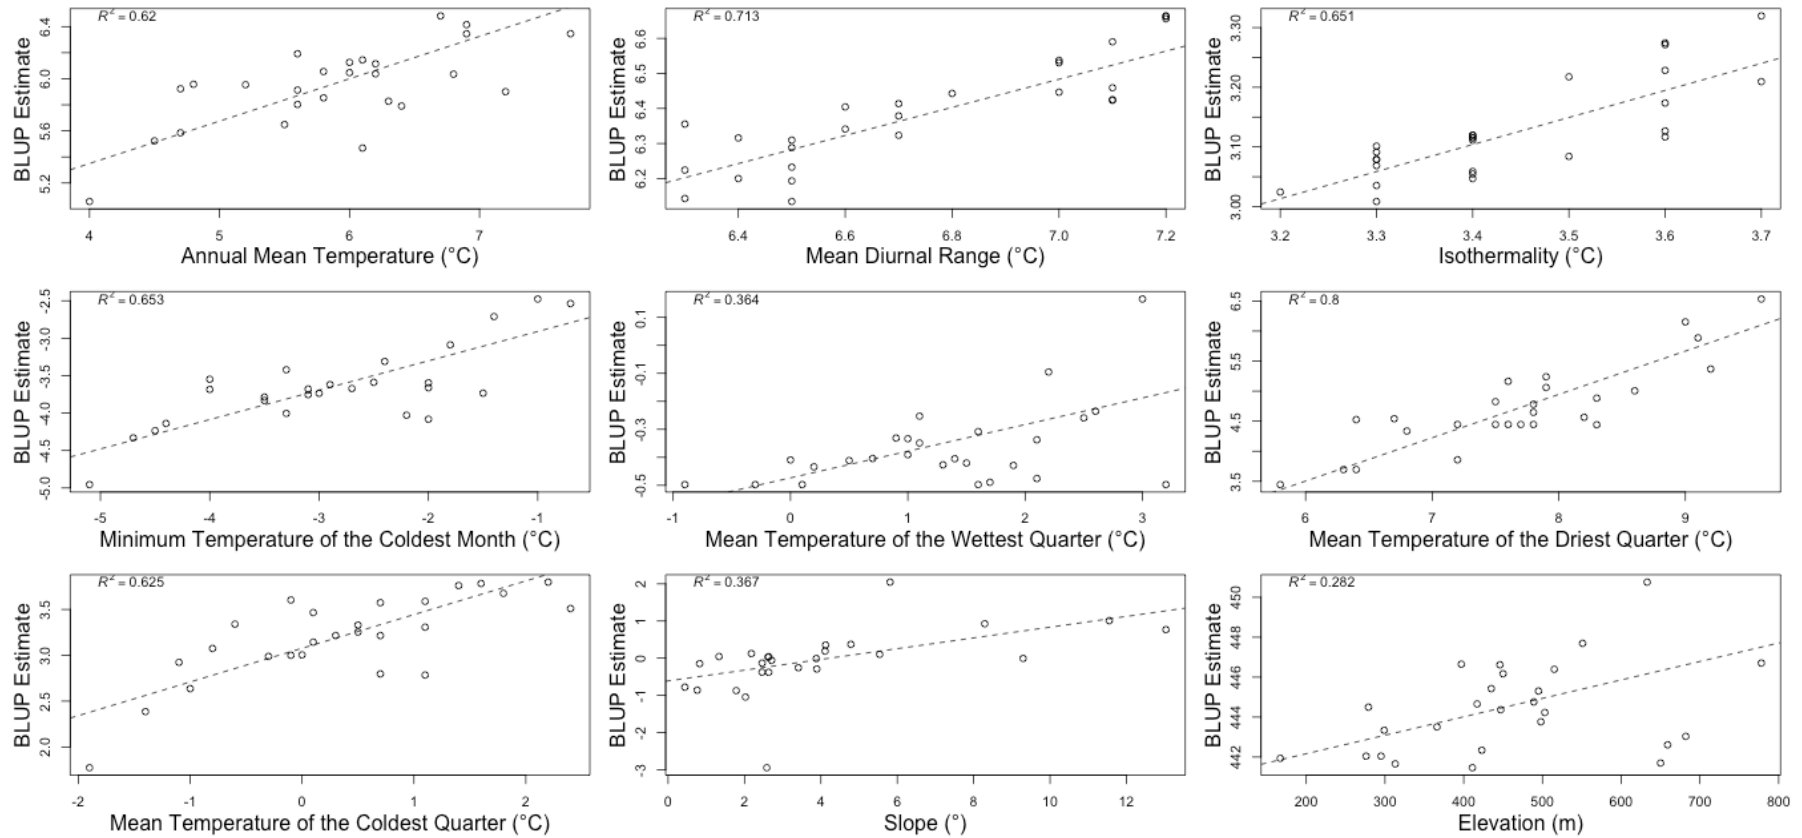 R² = 0.62
BLUP Estimate
5.2 5.6 6.0 6.4
4 5 6 7
Annual Mean Temperature (°C)
R² = 0.713
BLUP Estimate
6.2 6.3 6.4 6.5 6.6
6.4 6.6 6.8 7.0 7.2
Mean Diurnal Range (°C)
R² = 0.651
BLUP Estimate
3.00 3.10 3.20 3.30
3.2 3.3 3.4 3.5 3.6 3.7
Isothermality (°C)
R² = 0.653
BLUP Estimate
-5.0 -4.5 -4.0 -3.5 -3.0 -2.5
-5 -4 -3 -2 -1
Minimum Temperature of the Coldest Month (°C)
R² = 0.364
BLUP Estimate
-0.5 -0.3 -0.1 0.1
-1 0 1 2 3
Mean Temperature of the Wettest Quarter (°C)
R² = 0.8
BLUP Estimate
3.5 4.5 5.5 6.5
6 7 8 9
Mean Temperature of the Driest Quarter (°C)
R² = 0.625
BLUP Estimate
2.0 2.5 3.0 3.5
-2 -1 0 1 2
Mean Temperature of the Coldest Quarter (°C)
R² = 0.367
BLUP Estimate
-3 -2 -1 0 1 2
0 2 4 6 8 10 12
Slope (°)
R² = 0.282
BLUP Estimate
442 444 446 448 450
200 300 400 500 600 700 800
Elevation (m)